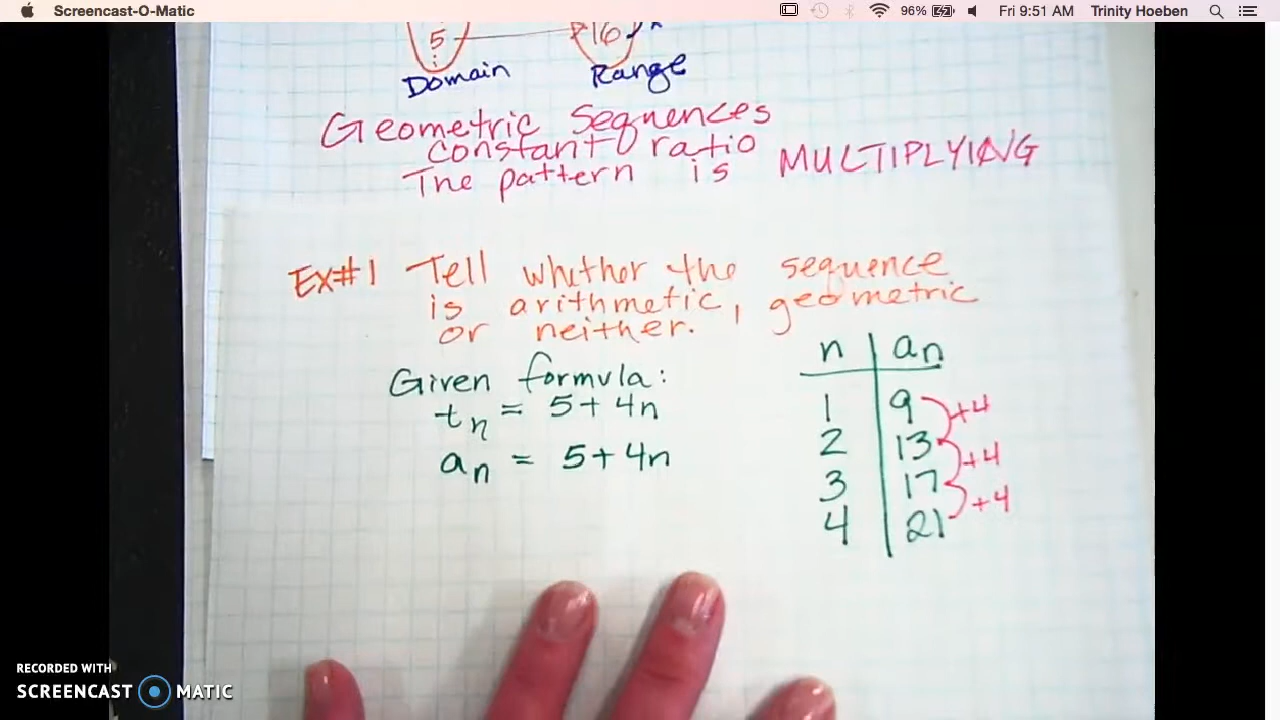 Screencast-O-Matic 96% Fri 9:51 AM Trinity Hoeben
5 16
Domain Range
Geometric Sequences
constant ratio
The pattern is MULTIPLYING
Ex#1 Tell whether the sequence
is arithmetic, geometric
or neither.
Given formula:
tn = 5+4n
an = 5+4n
n an
1 9 +4
2 13 +4
3 17 +4
4 21
RECORDED WITH
SCREENCAST MATIC